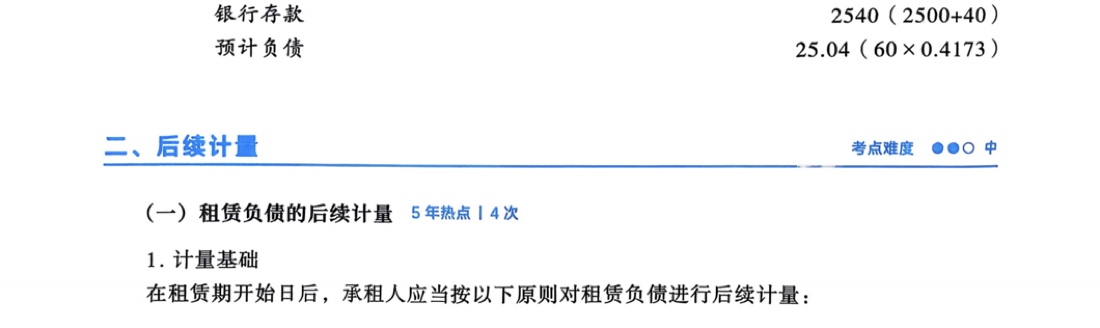 银行存款 2540（2500+40）
预计负债 25.04（60×0.4173）
二、后续计量 考点难度 中
（一）租赁负债的后续计量 5年热点 | 4次
1. 计量基础
在租赁期开始日后，承租人应当按以下原则对租赁负债进行后续计量：